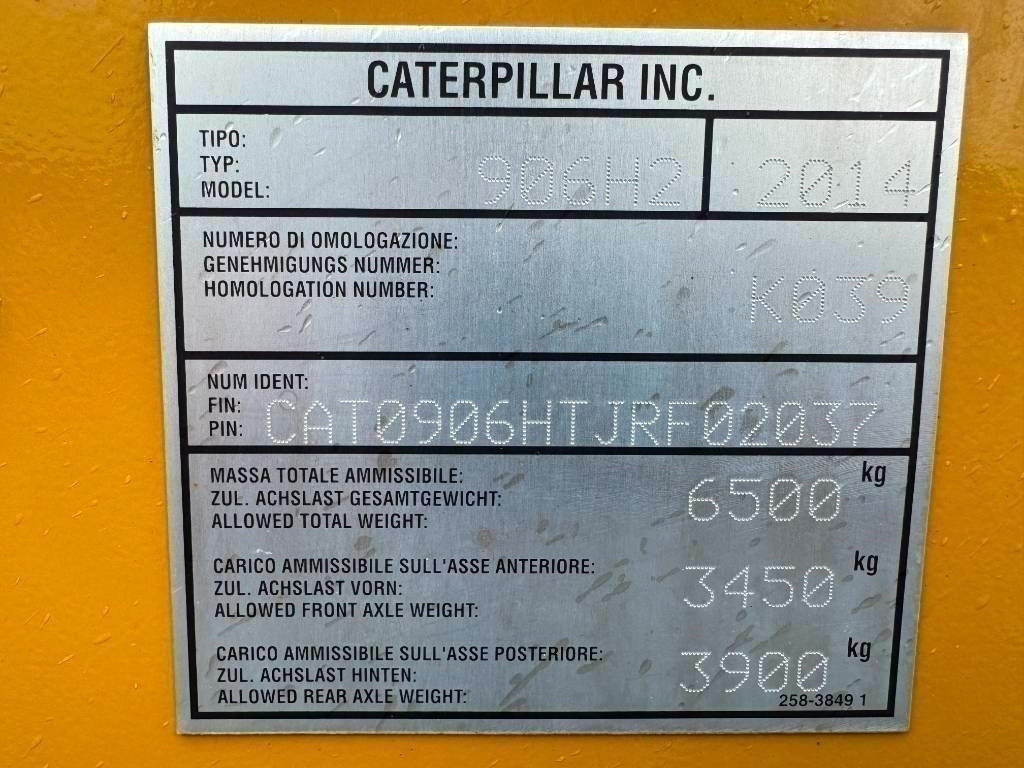 CATERPILLAR INC.
TIPO:
TYP:
MODEL: 906H2 2014
NUMERO DI OMOLOGAZIONE:
GENEHMIGUNGS NUMMER:
HOMOLOGATION NUMBER: K039
NUM IDENT:
FIN:
PIN: CAT0906HTJRF02037
MASSA TOTALE AMMISSIBILE:
ZUL. ACHSLAST GESAMTGEWICHT: 6500 kg
ALLOWED TOTAL WEIGHT:
CARICO AMMISSIBILE SULL'ASSE ANTERIORE:
ZUL. ACHSLAST VORN: 3450 kg
ALLOWED FRONT AXLE WEIGHT:
CARICO AMMISSIBILE SULL'ASSE POSTERIORE:
ZUL. ACHSLAST HINTEN: 3900 kg
ALLOWED REAR AXLE WEIGHT:
258-3849 1